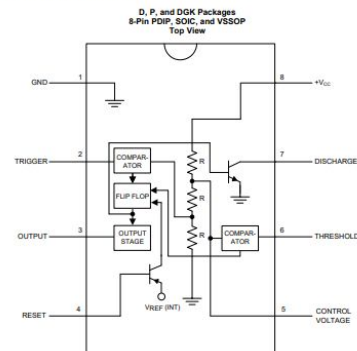 D, P, and DGK Packages
8-Pin PDIP, SOIC, and VSSOP
Top View
GND 1
8 +VCC
TRIGGER 2
COMPAR-
ATOR
R
7 DISCHARGE
FLIP FLOP
R
OUTPUT 3
OUTPUT
STAGE
R
COMPAR-
ATOR
6 THRESHOLD
RESET 4
VREF (INT)
5 CONTROL
VOLTAGE